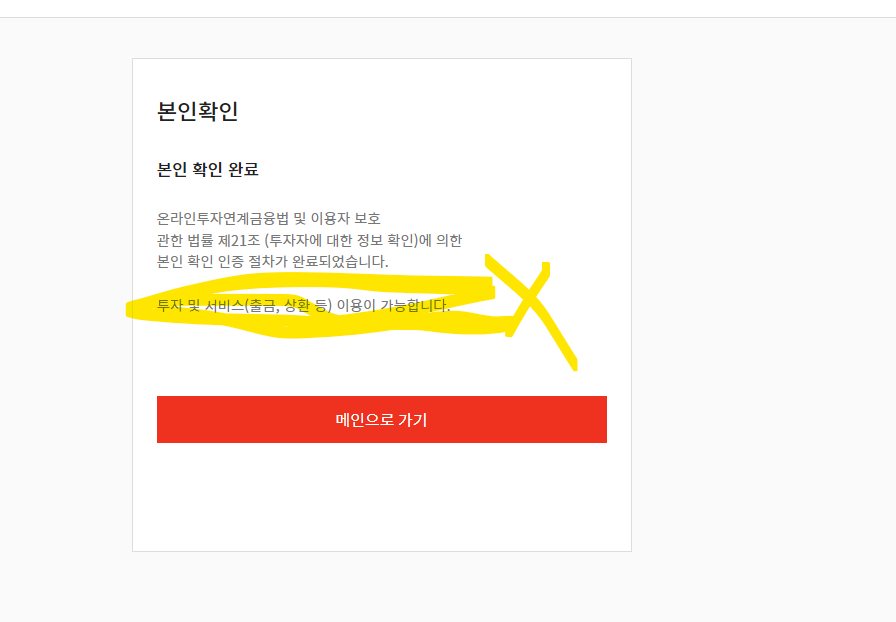 본인확인
본인 확인 완료
온라인투자연계금융법 및 이용자 보호
관한 법률 제21조 (투자자에 대한 정보 확인)에 의한
본인 확인 인증 절차가 완료되었습니다.
투자 및 서비스(출금, 상환 등) 이용이 가능합니다.
메인으로 가기